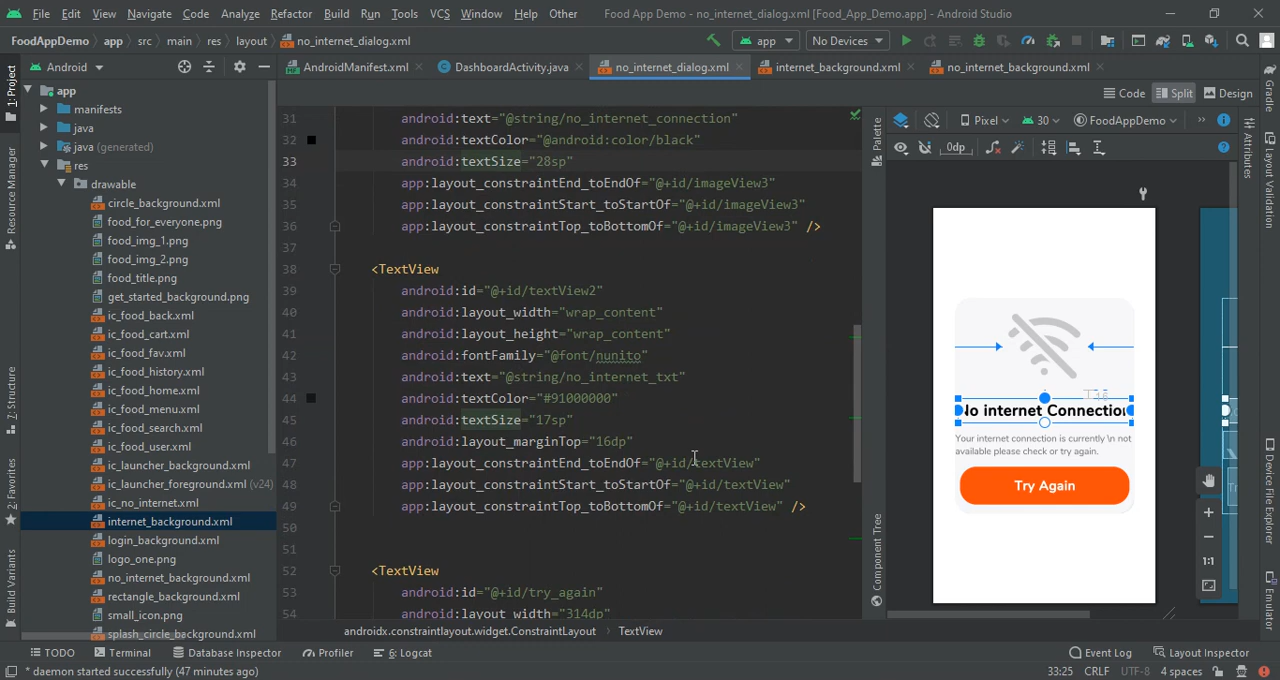 File Edit View Navigate Code Analyze Refactor Build Run Tools VCS Window Help Other Food App Demo - no_internet_dialog.xml [Food_App_Demo.app] - Android Studio
FoodAppDemo app src main res layout no_internet_dialog.xml app No Devices
Android AndroidManifest.xml DashboardActivity.java no_internet_dialog.xml internet_background.xml no_internet_background.xml
Code Split Design
app
manifests
java
java (generated)
res
drawable
circle_background.xml
food_for_everyone.png
food_img_1.png
food_img_2.png
food_title.png
get_started_background.png
ic_food_back.xml
ic_food_cart.xml
ic_food_fav.xml
ic_food_history.xml
ic_food_home.xml
ic_food_menu.xml
ic_food_search.xml
ic_food_user.xml
ic_launcher_background.xml
ic_launcher_foreground.xml (v24)
ic_no_internet.xml
internet_background.xml
login_background.xml
logo_one.png
no_internet_background.xml
rectangle_background.xml
small_icon.png
splash_circle_background.xml
1: Project
Resource Manager
7: Structure
2: Favorites
Build Variants
31 android:text="@string/no_internet_connection"
32 android:textColor="@android:color/black"
33 android:textSize="28sp"
34 app:layout_constraintEnd_toEndOf="@+id/imageView3"
35 app:layout_constraintStart_toStartOf="@+id/imageView3"
36 app:layout_constraintTop_toBottomOf="@+id/imageView3" />
37
38 <TextView
39 android:id="@+id/textView2"
40 android:layout_width="wrap_content"
41 android:layout_height="wrap_content"
42 android:fontFamily="@font/nunito"
43 android:text="@string/no_internet_txt"
44 android:textColor="#91000000"
45 android:textSize="17sp"
46 android:layout_marginTop="16dp"
47 app:layout_constraintEnd_toEndOf="@+id/textView"
48 app:layout_constraintStart_toStartOf="@+id/textView"
49 app:layout_constraintTop_toBottomOf="@+id/textView" />
50
51
52 <TextView
53 android:id="@+id/try_again"
54 android:layout_width="314dp"
androidx.constraintlayout.widget.ConstraintLayout TextView
Palette
Component Tree
Pixel 30 FoodAppDemo
0dp
16
No internet Connection
Your internet connection is currently \n not
available please check or try again.
Try Again
1:1
Attributes
Gradle
Layout Validation
Device File Explorer
Emulator
TODO Terminal Database Inspector Profiler 6: Logcat Event Log Layout Inspector
* daemon started successfully (47 minutes ago) 33:25 CRLF UTF-8 4 spaces